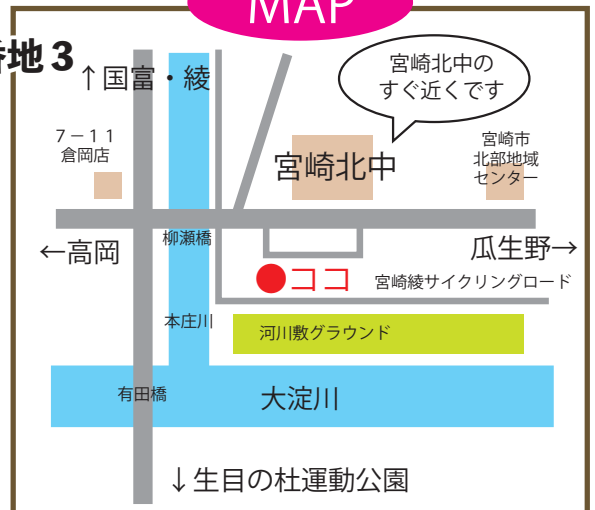 MAP
番地3
↑国富・綾
宮崎北中の
すぐ近くです
7－11
倉岡店
宮崎北中
宮崎市
北部地域
センター
←高岡
柳瀬橋
瓜生野→
●ココ
宮崎綾サイクリングロード
本庄川
河川敷グラウンド
有田橋
大淀川
↓生目の杜運動公園